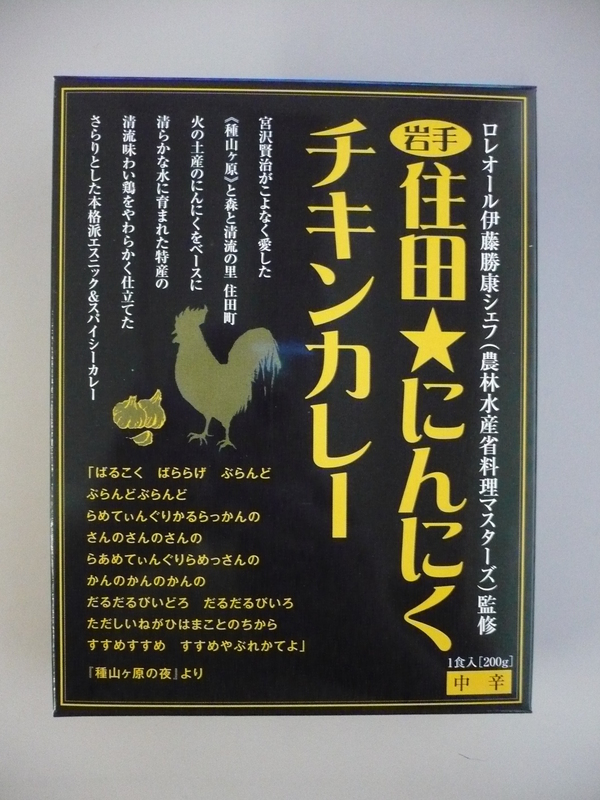 ロレオール伊藤勝康シェフ(農林水産省料理マスターズ)監修
岩手
住田★にんにく
チキンカレー
宮沢賢治がこよなく愛した
《種山ヶ原》と森と清流の里 住田町
火の土産のにんにくをベースに
清らかな水に育まれた特産の
清流味わい鶏をやわらかく仕立てた
さらりとした本格派エスニック&スパイシーカレー
「ばるこく ばららげ ぶらんど
ぶらんどぶらんど
らめてぃんぐりかるらっかんの
さんのさんのさんの
らあめてぃんぐりらめっさんの
かんのかんのかんの
だるだるびいどろ だるだるびいろ
ただしいねがひはまことのちから
すすめすすめ すすめやぶれかてよ」
『種山ヶ原の夜』より
1食入[200g]
中辛